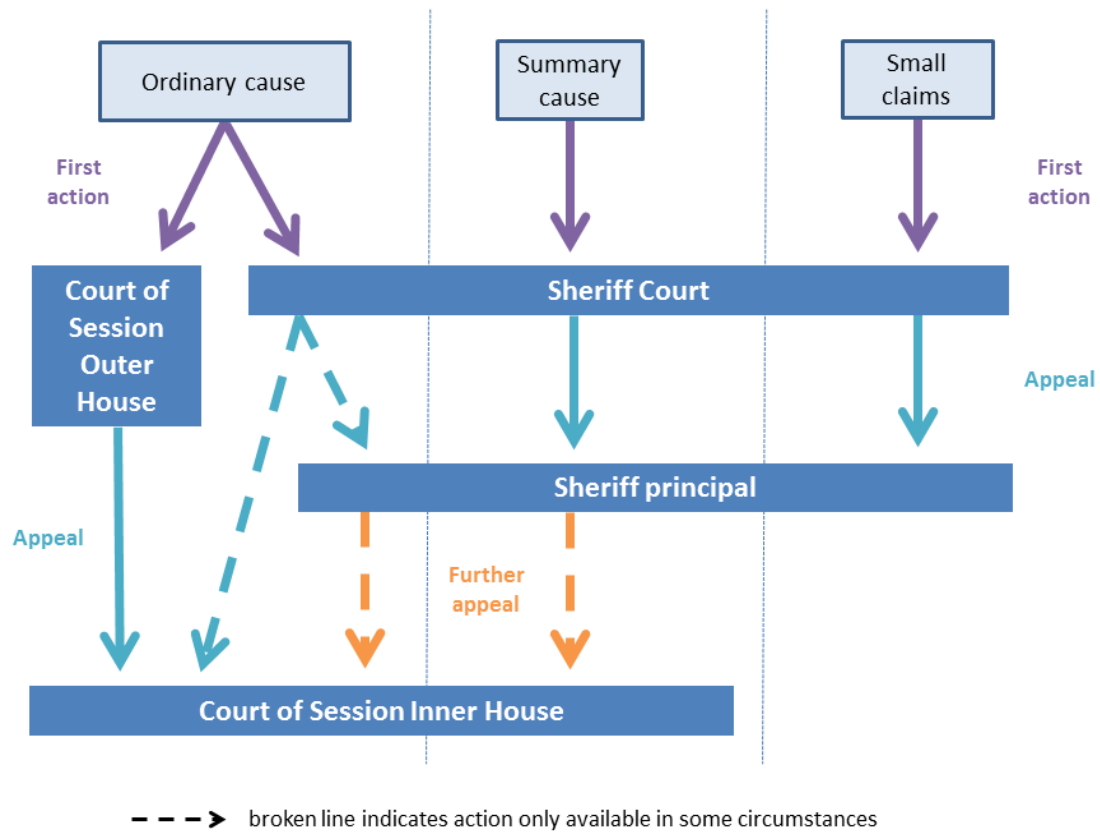 Ordinary cause
Summary
cause
Small
claims
First
action
First
action
Court of
Session
Outer
House
Sheriff Court
Appeal
Sheriff principal
Appeal
Further
appeal
Court of Session Inner House
broken line indicates action only available in some circumstances